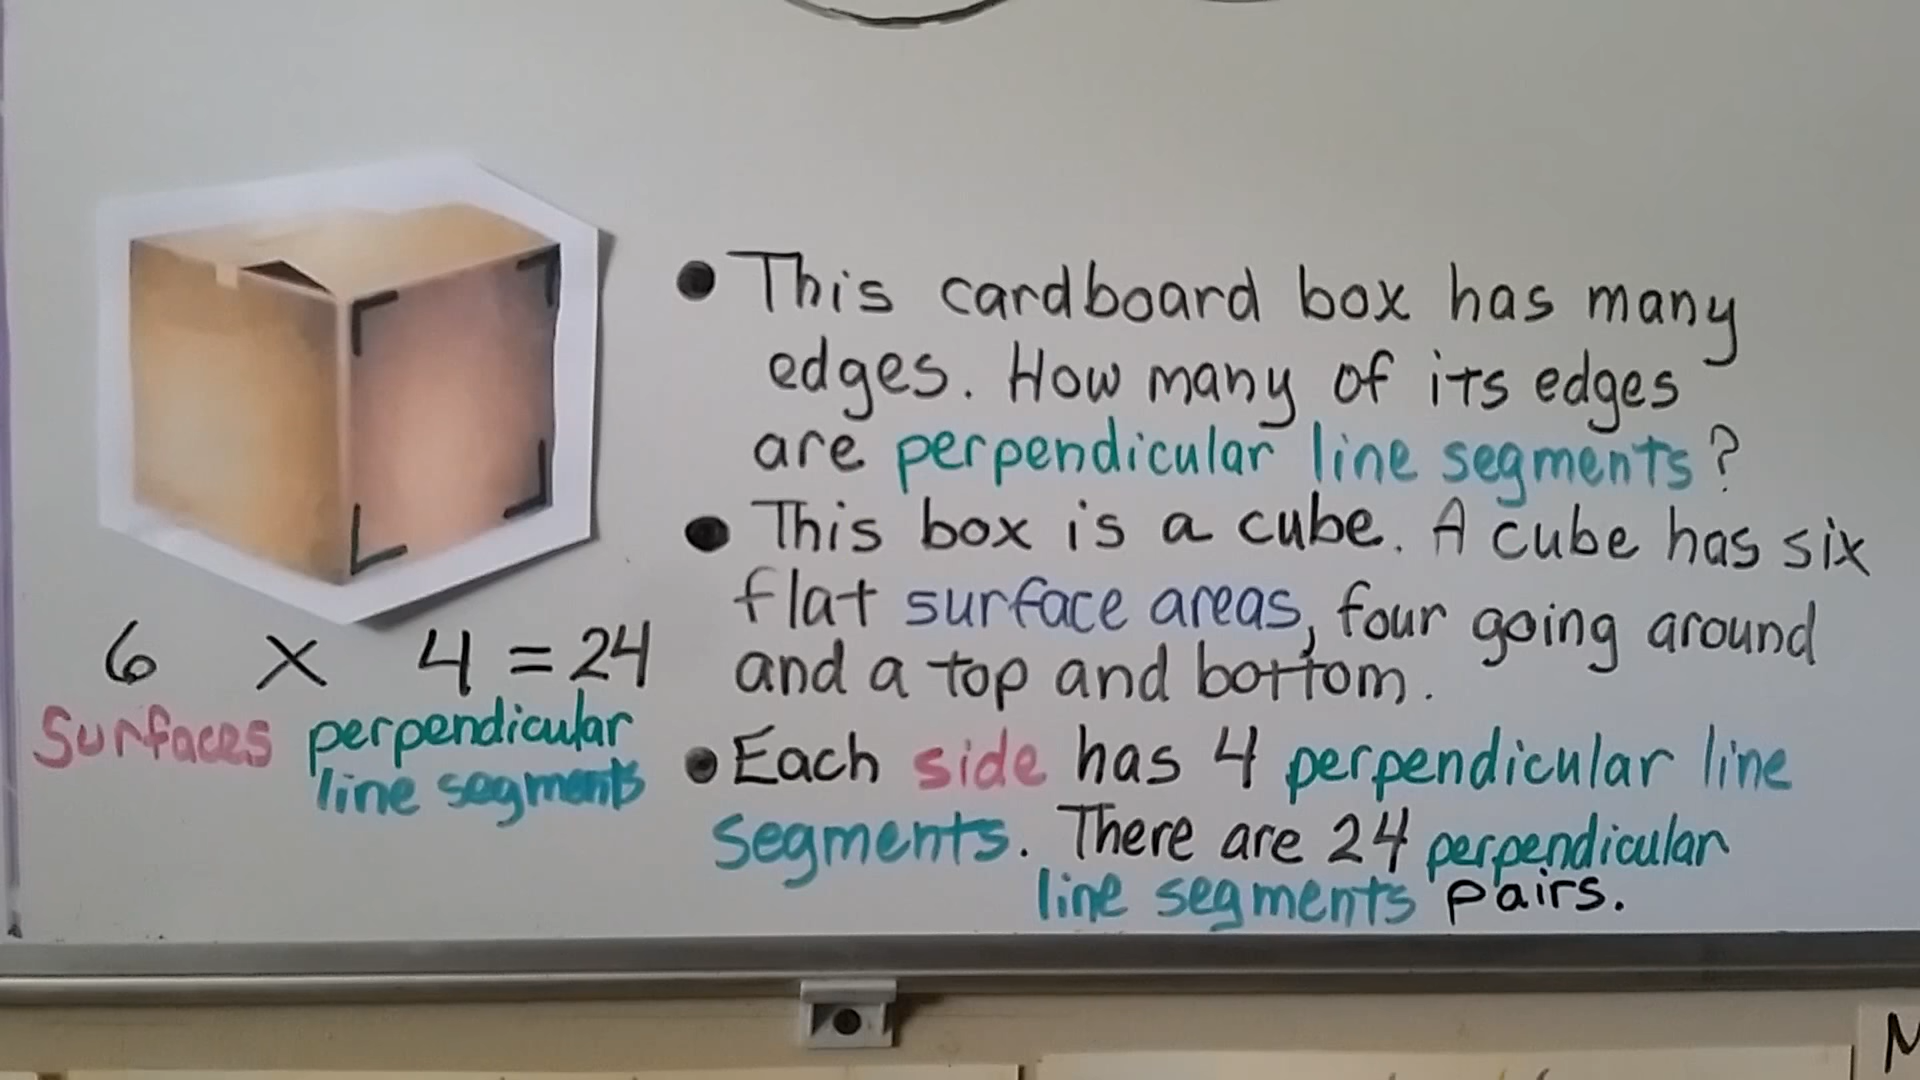 • This cardboard box has many
edges. How many of its edges
are perpendicular line segments?
• This box is a cube. A cube has six
flat surface areas, four going around
and a top and bottom.
• Each side has 4 perpendicular line
segments. There are 24 perpendicular
line segments pairs.
6 x 4 = 24
Surfaces perpendicular
line segments